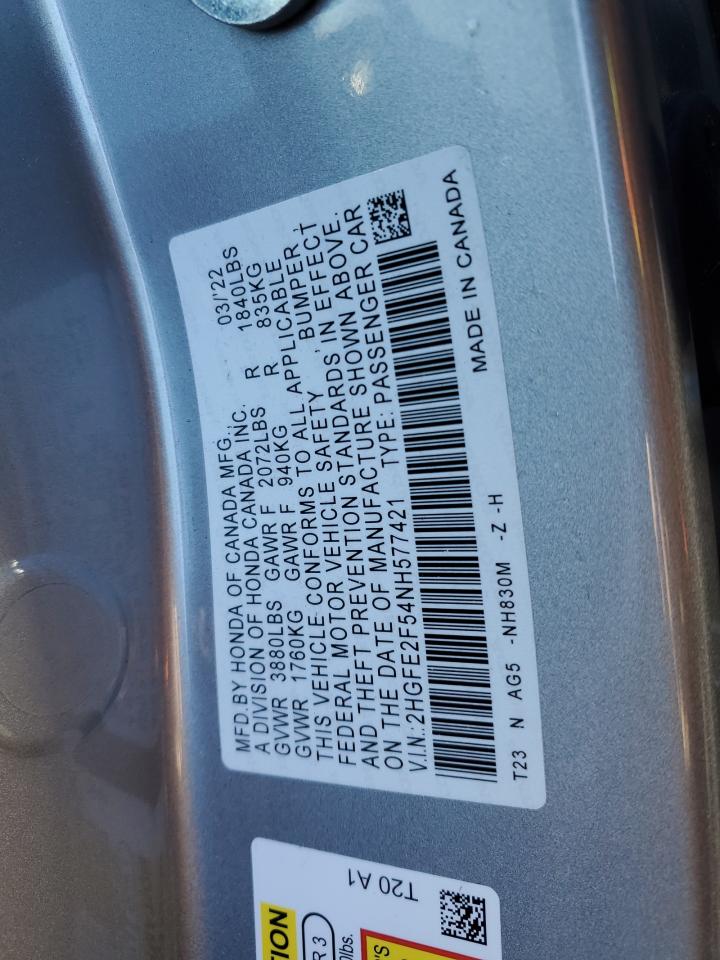 MFD. BY HONDA OF CANADA MFG., 03/'22
A DIVISION OF HONDA CANADA INC.
GVWR 3880LBS GAWR F 2072LBS R 1840LBS
GVWR 1760KG GAWR F 940KG R 835KG
THIS VEHICLE CONFORMS TO ALL APPLICABLE
FEDERAL MOTOR VEHICLE SAFETY, BUMPER,
AND THEFT PREVENTION STANDARDS IN EFFECT
ON THE DATE OF MANUFACTURE SHOWN ABOVE.
V.I.N.:2HGFE2F54NH577421 TYPE: PASSENGER CAR
T23 N AG5 -NH830M -Z -H
MADE IN CANADA
T20 A1
TION
R 3
lbs.
'S